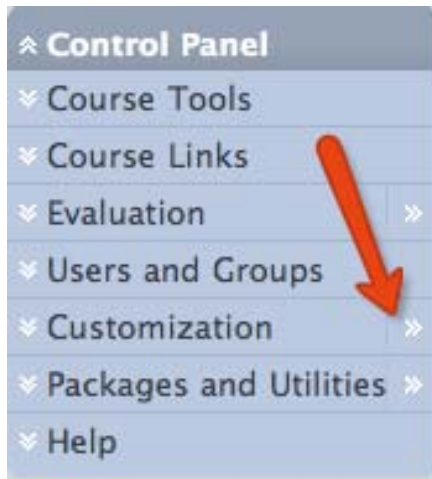 Control Panel
Course Tools
Course Links
Evaluation
Users and Groups
Customization
Packages and Utilities
Help